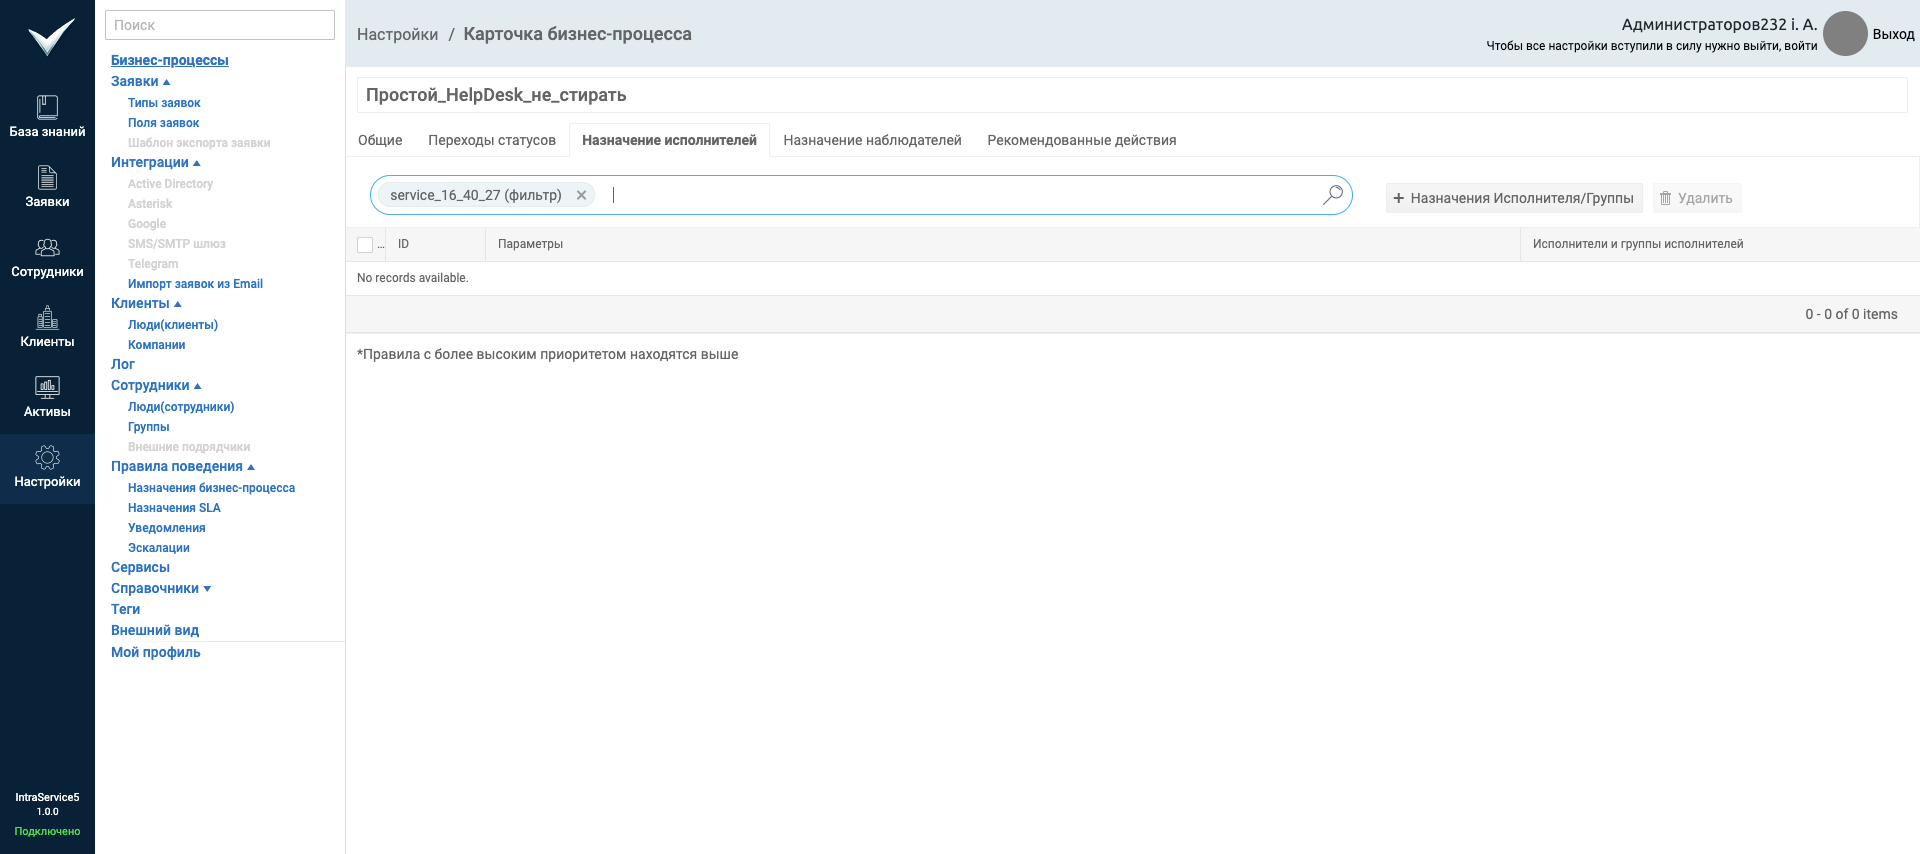 База знаний
Заявки
Сотрудники
Клиенты
Активы
Настройки
IntraService5
1.0.0
Подключено
Поиск
Бизнес-процессы
Заявки
Типы заявок
Поля заявок
Шаблон экспорта заявки
Интеграции
Active Directory
Asterisk
Google
SMS/SMTP шлюз
Telegram
Импорт заявок из Email
Клиенты
Люди(клиенты)
Компании
Лог
Сотрудники
Люди(сотрудники)
Группы
Внешние подрядчики
Правила поведения
Назначения бизнес-процесса
Назначения SLA
Уведомления
Эскалации
Сервисы
Справочники
Теги
Внешний вид
Мой профиль
Настройки / Карточка бизнес-процесса
Администраторов232 i. А.
Чтобы все настройки вступили в силу нужно выйти, войти
Выход
Простой_HelpDesk_не_стирать
Общие Переходы статусов Назначение исполнителей Назначение наблюдателей Рекомендованные действия
service_16_40_27 (фильтр)
+ Назначения Исполнителя/Группы Удалить
... ID Параметры Исполнители и группы исполнителей
No records available.
0 - 0 of 0 items
*Правила с более высоким приоритетом находятся выше